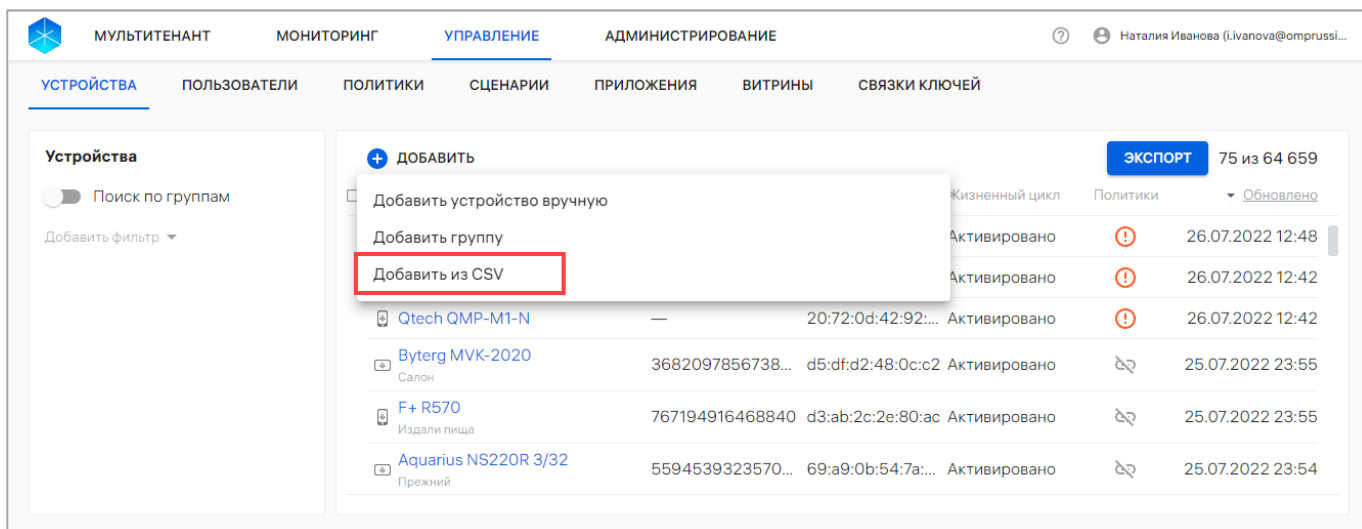 МУЛЬТИТЕНАНТ МОНИТОРИНГ УПРАВЛЕНИЕ АДМИНИСТРИРОВАНИЕ ? Наталия Иванова (i.ivanova@omprussi...
УСТРОЙСТВА ПОЛЬЗОВАТЕЛИ ПОЛИТИКИ СЦЕНАРИИ ПРИЛОЖЕНИЯ ВИТРИНЫ СВЯЗКИ КЛЮЧЕЙ
Устройства
Поиск по группам
Добавить фильтр
ДОБАВИТЬ ЭКСПОРТ 75 из 64 659
Жизненный цикл Политики Обновлено
Добавить устройство вручную
Добавить группу
Добавить из CSV
Активировано 26.07.2022 12:48
Активировано 26.07.2022 12:42
Qtech QMP-M1-N — 20:72:0d:42:92:... Активировано 26.07.2022 12:42
Byterg MVK-2020 3682097856738... d5:df:d2:48:0c:c2 Активировано 25.07.2022 23:55
Салон
F+ R570 767194916468840 d3:ab:2c:2e:80:ac Активировано 25.07.2022 23:55
Издали пища
Aquarius NS220R 3/32 5594539323570... 69:a9:0b:54:7a:... Активировано 25.07.2022 23:54
Прежний